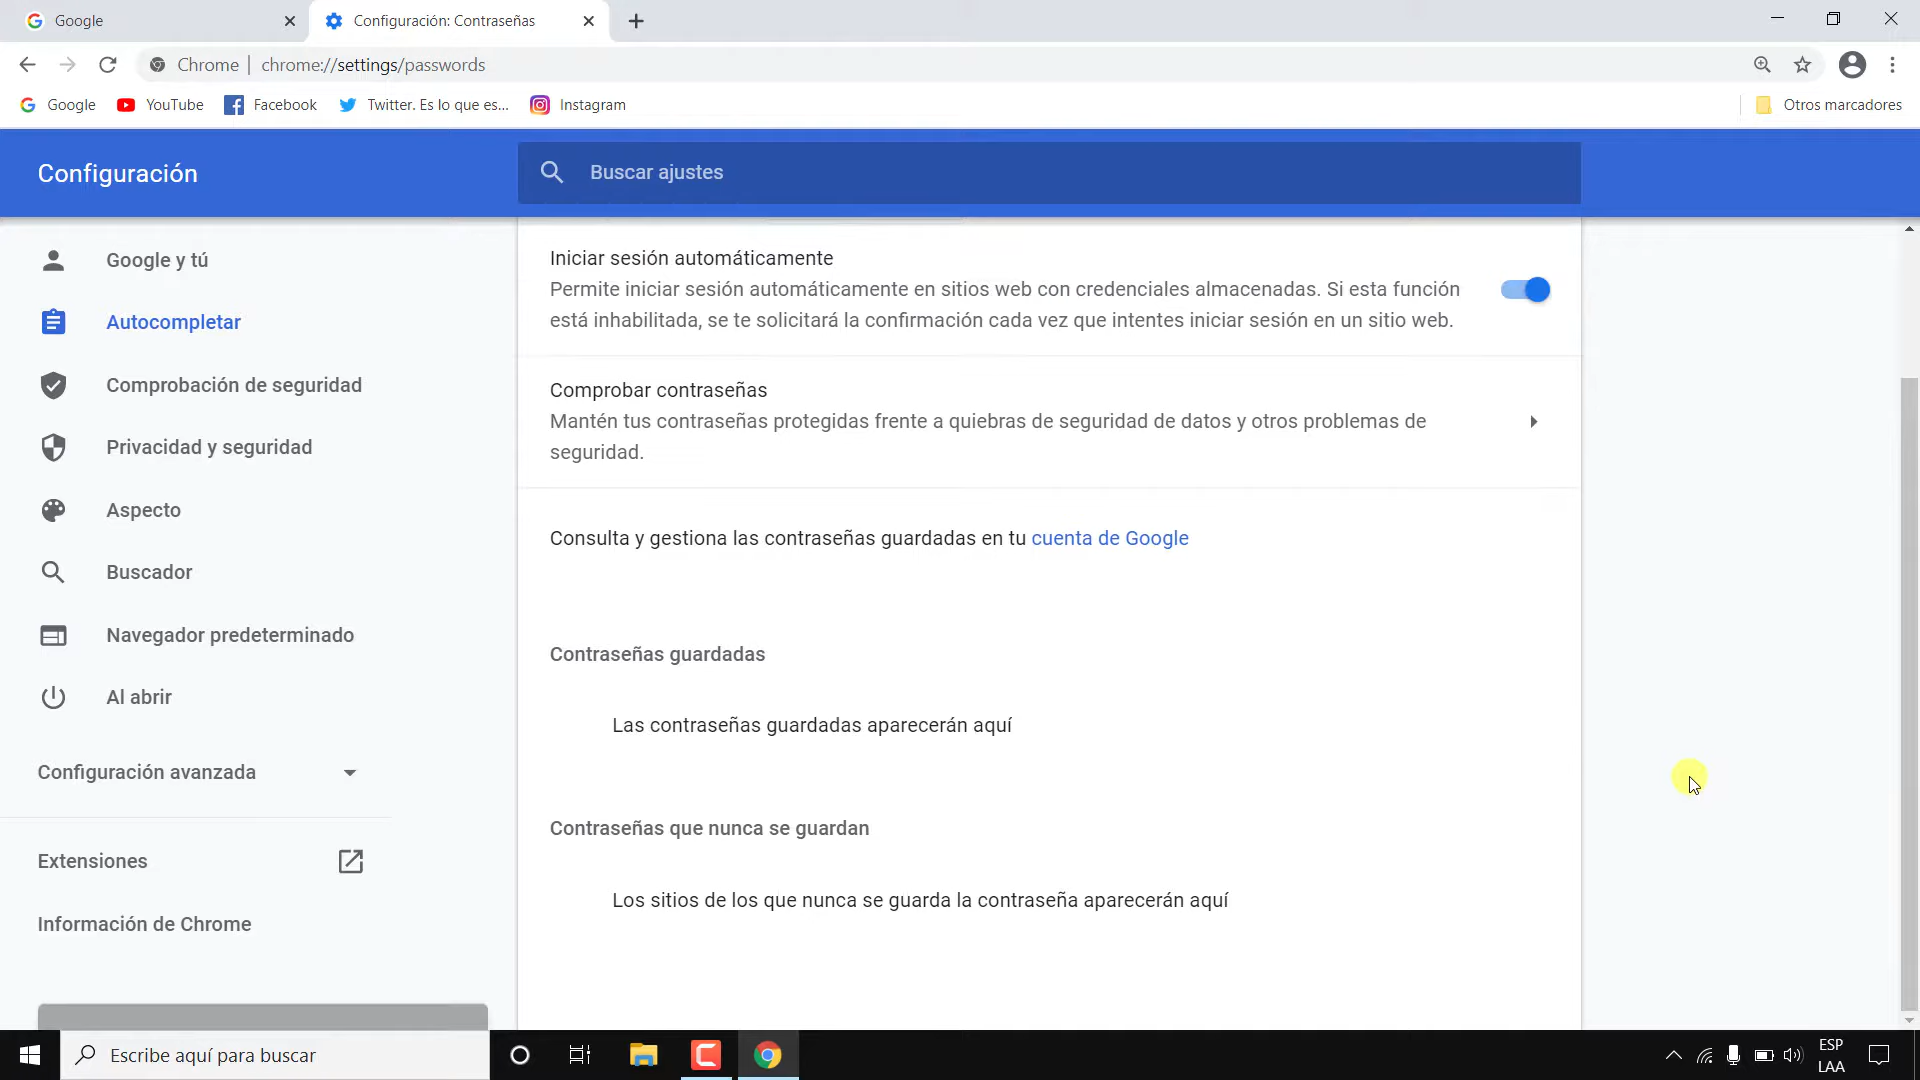 Google
Configuración: Contraseñas
Chrome | chrome://settings/passwords
Google
YouTube
Facebook
Twitter. Es lo que es...
Instagram
Otros marcadores
Configuración
Buscar ajustes
Google y tú
Autocompletar
Comprobación de seguridad
Privacidad y seguridad
Aspecto
Buscador
Navegador predeterminado
Al abrir
Configuración avanzada
Extensiones
Información de Chrome
Iniciar sesión automáticamente
Permite iniciar sesión automáticamente en sitios web con credenciales almacenadas. Si esta función
está inhabilitada, se te solicitará la confirmación cada vez que intentes iniciar sesión en un sitio web.
Comprobar contraseñas
Mantén tus contraseñas protegidas frente a quiebras de seguridad de datos y otros problemas de
seguridad.
Consulta y gestiona las contraseñas guardadas en tu cuenta de Google
Contraseñas guardadas
Las contraseñas guardadas aparecerán aquí
Contraseñas que nunca se guardan
Los sitios de los que nunca se guarda la contraseña aparecerán aquí
Escribe aquí para buscar
ESP
LAA